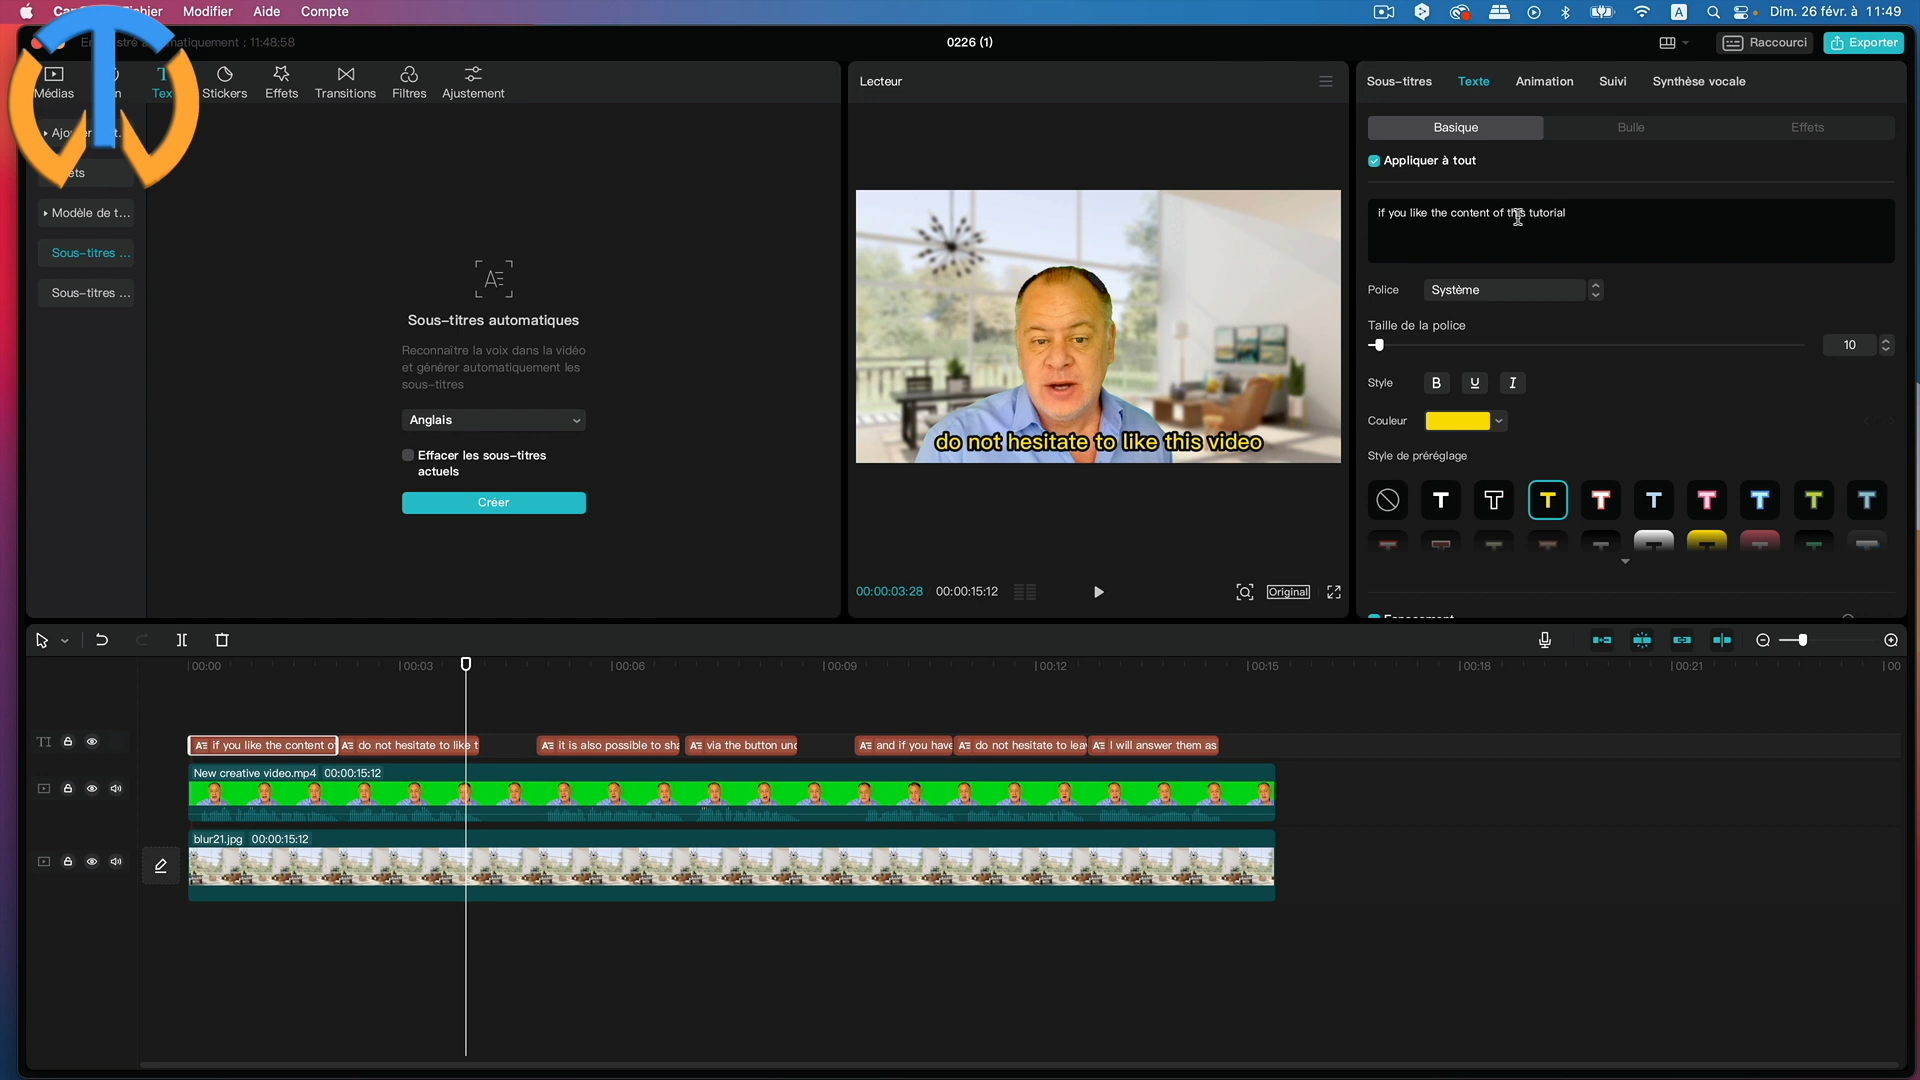 Modifier Aide Compte
A
Dim. 26 févr. à 11:49
11:48:58
0226 (1)
Raccourci
Exporter
Médias
Stickers
Effets
Transitions
Filtres
Ajustement
Modèle de t...
Sous-titres ...
Sous-titres ...
Sous-titres automatiques
Reconnaître la voix dans la vidéo
et générer automatiquement les
sous-titres
Anglais
Effacer les sous-titres
actuels
Créer
Lecteur
do not hesitate to like this video
00:00:03:28 00:00:15:12
Original
Sous-titres Texte Animation Suivi Synthèse vocale
Basique Bulle Effets
Appliquer à tout
if you like the content of this tutorial
Police Système
Taille de la police
10
Style B U I
Couleur
Style de préréglage
00:00 00:03 00:06 00:09 00:12 00:15 00:18 00:21 00
if you like the content o do not hesitate to like t it is also possible to sha via the button und and if you have do not hesitate to lea I will answer them as
New creative video.mp4 00:00:15:12
blur21.jpg 00:00:15:12